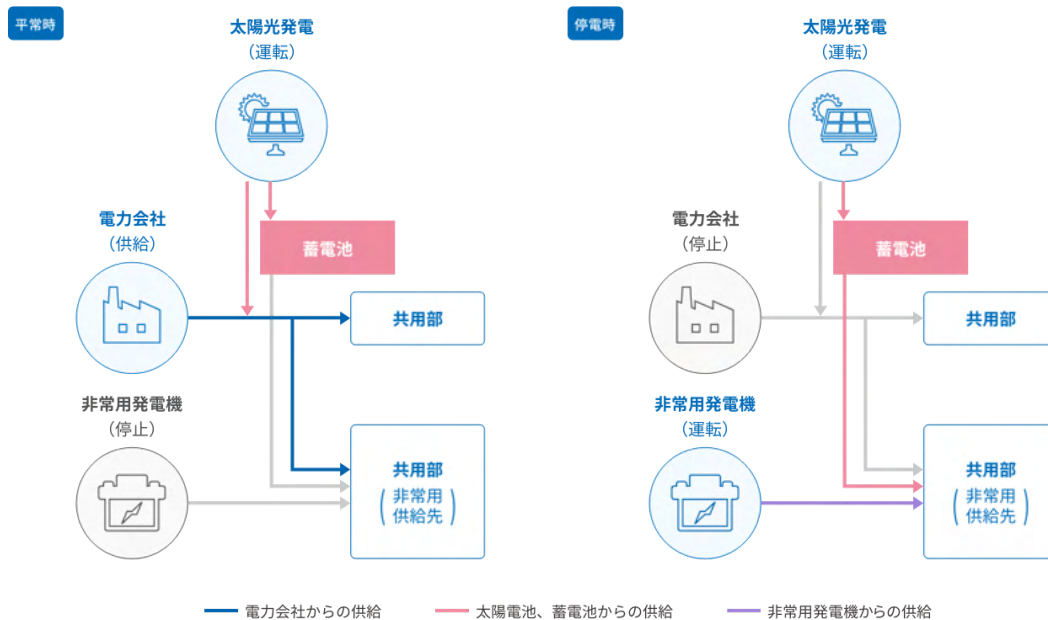 平常時
太陽光発電
（運転）
電力会社
（供給）
蓄電池
共用部
非常用発電機
（停止）
共用部
（非常用
供給先）
停電時
太陽光発電
（運転）
電力会社
（停止）
蓄電池
共用部
非常用発電機
（運転）
共用部
（非常用
供給先）
電力会社からの供給
太陽電池、蓄電池からの供給
非常用発電機からの供給